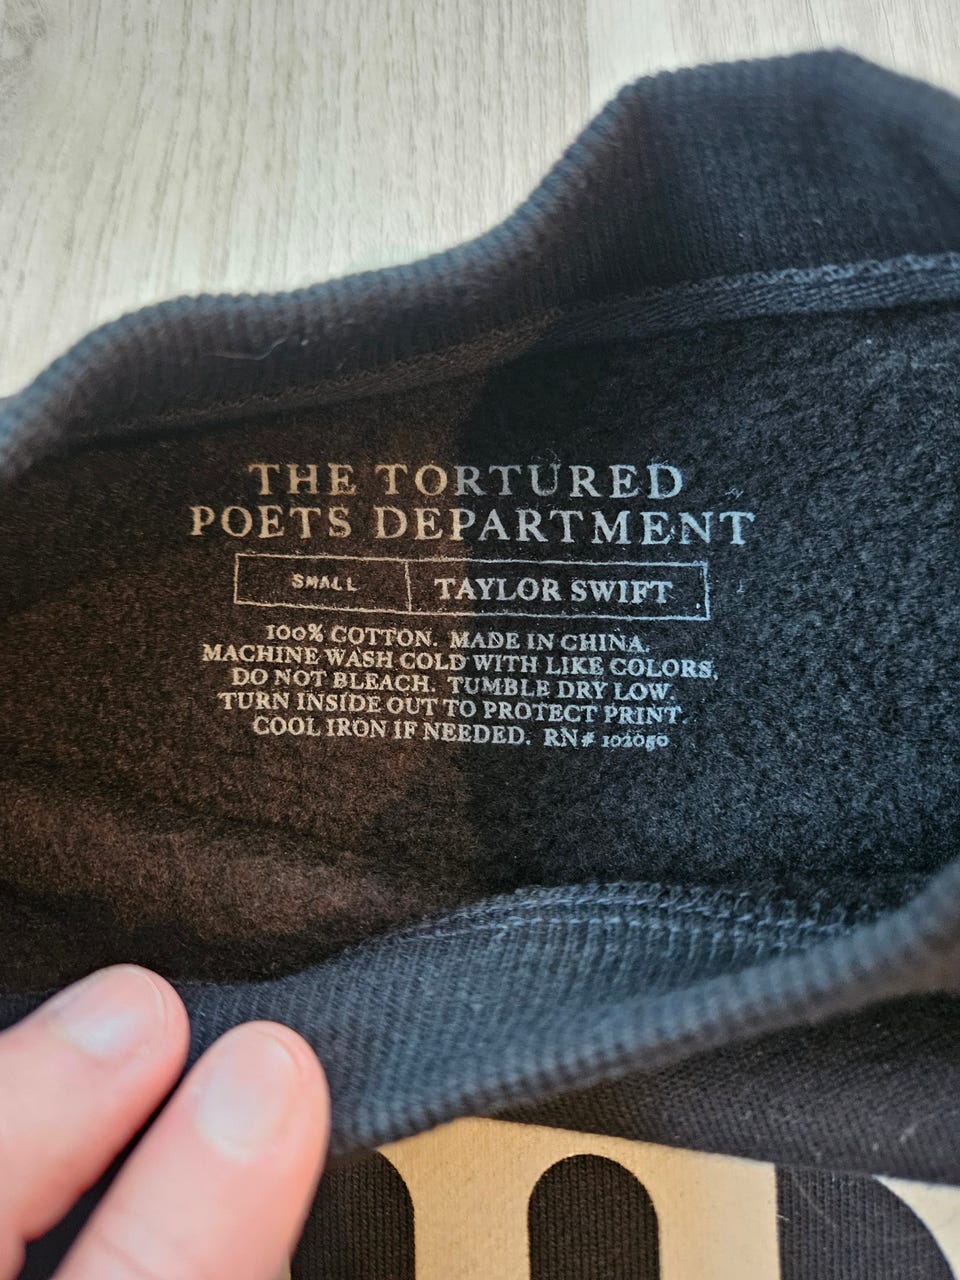 THE TORTURED
POETS DEPARTMENT
SMALL TAYLOR SWIFT
100% COTTON. MADE IN CHINA.
MACHINE WASH COLD WITH LIKE COLORS.
DO NOT BLEACH. TUMBLE DRY LOW.
TURN INSIDE OUT TO PROTECT PRINT.
COOL IRON IF NEEDED. RN# 102050